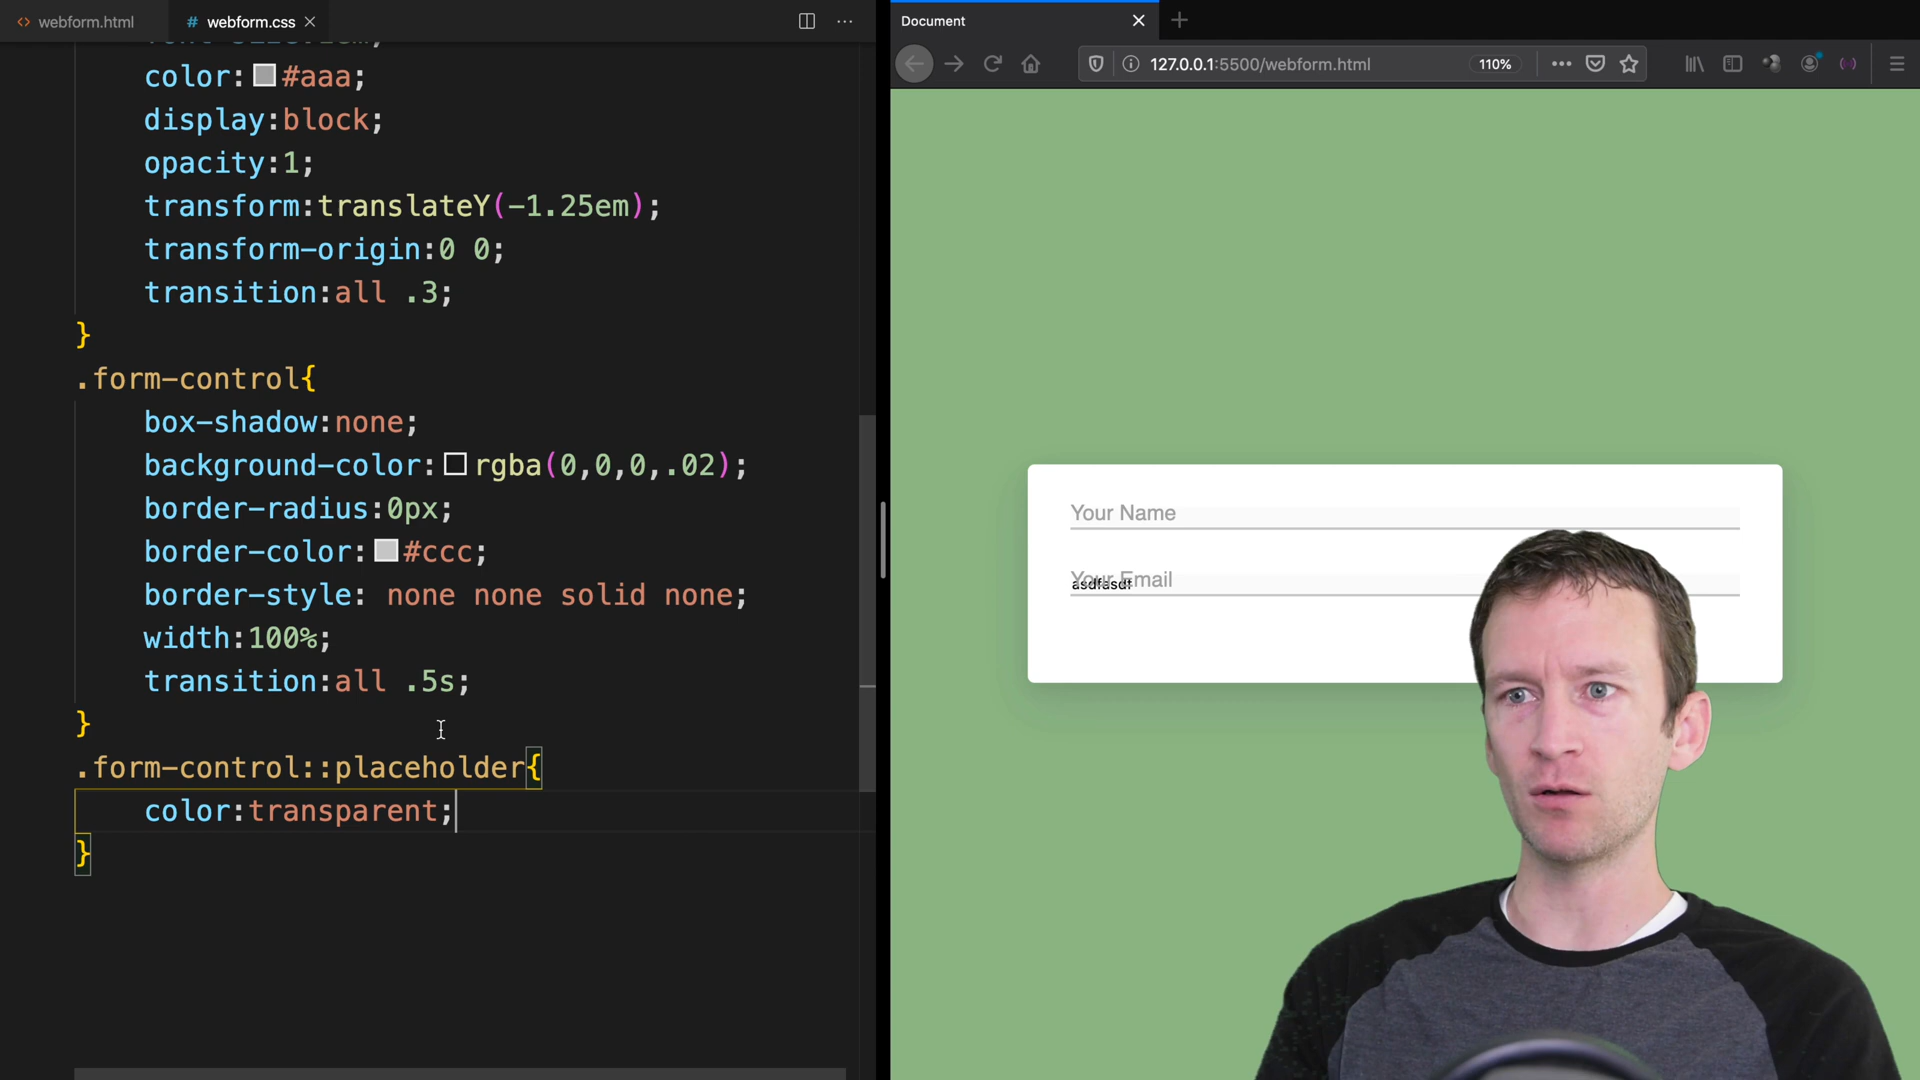 webform.html
# webform.css
color: #aaa;
display:block;
opacity:1;
transform:translateY(-1.25em);
transform-origin:0 0;
transition:all .3;
}
.form-control{
box-shadow:none;
background-color: rgba(0,0,0,.02);
border-radius:0px;
border-color: #ccc;
border-style: none none solid none;
width:100%;
transition:all .5s;
}
.form-control::placeholder{
color:transparent;
}
Document
127.0.0.1:5500/webform.html
110%
Your Name
Your Email
asdfasdf